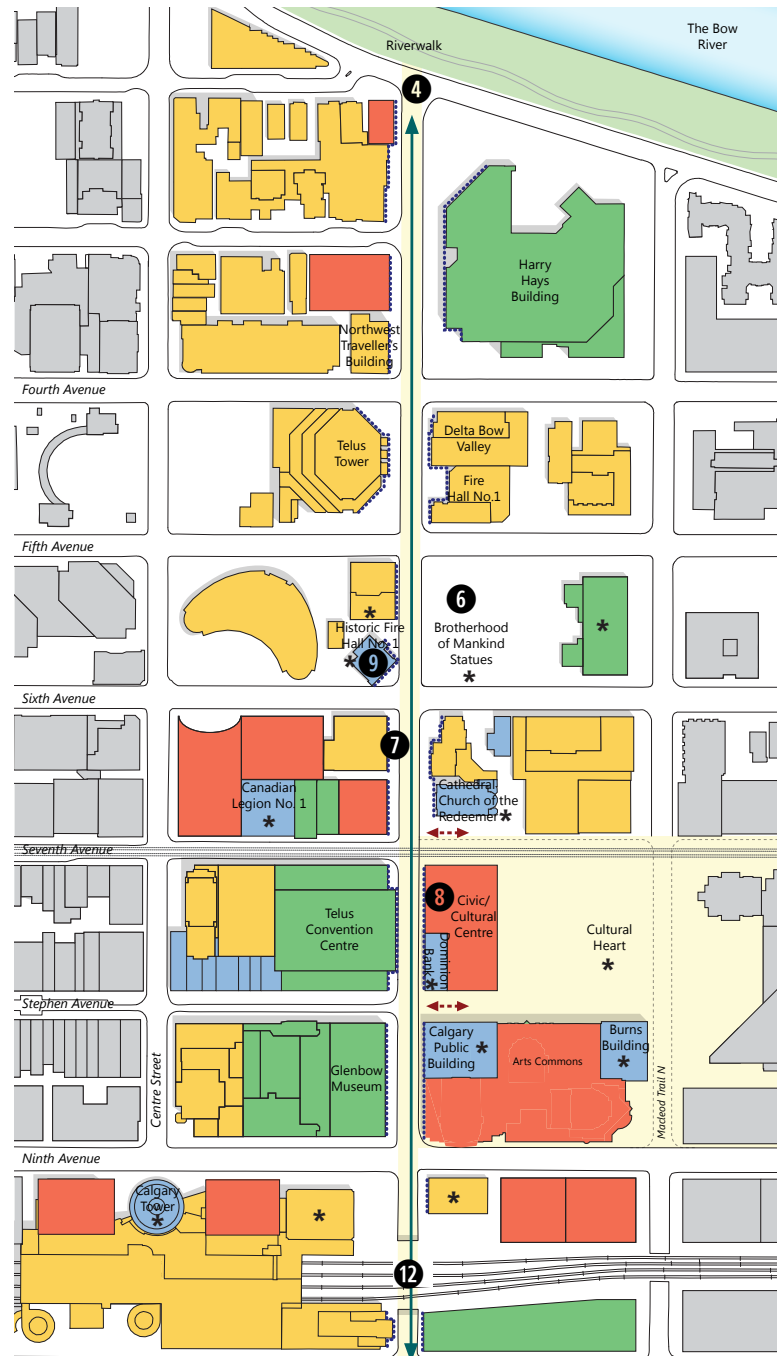 The Bow
River
Riverwalk
4
Harry
Hays
Building
Northwest
Traveller's
Building
Fourth Avenue
Telus
Tower
Delta Bow
Valley
Fire
Hall No.1
Fifth Avenue
6
Brotherhood
of Mankind
Statues
*
*
*
Historic Fire
Hall No. 1
*
9
Sixth Avenue
7
Canadian
Legion No. 1
*
Cathedral
Church of the
Redeemer
*
Seventh Avenue
8
Civic/
Cultural
Centre
Telus
Convention
Centre
Dominion
Bank
*
Cultural
Heart
*
Stephen Avenue
Calgary
Public
Building
*
Arts Commons
Burns
Building
*
Glenbow
Museum
Centre Street
Macleod Trail N
Ninth Avenue
Calgary
Tower
*
*
*
12